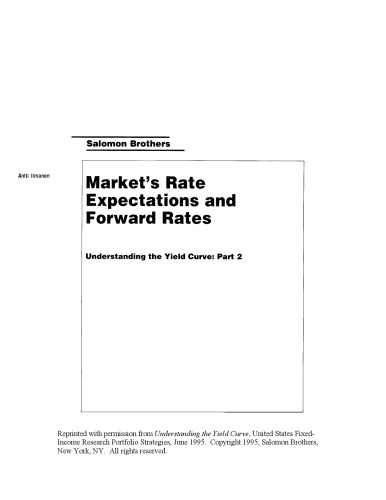 Salomon Brothers
Antti Ilmanen
Market's Rate
Expectations and
Forward Rates
Understanding the Yield Curve: Part 2
Reprinted with permission from Understanding the Yield Curve, United States Fixed-
Income Research Portfolio Strategies, June 1995. Copyright 1995, Salomon Brothers,
New York, NY. All rights reserved.